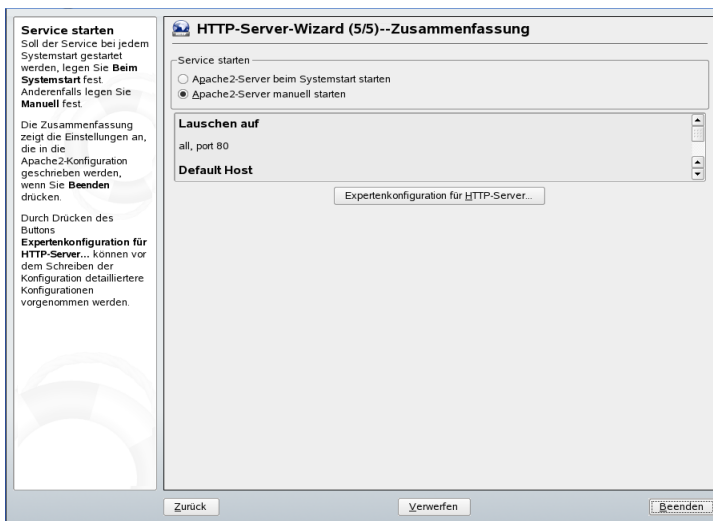 Service starten
Soll der Service bei jedem
Systemstart gestartet
werden, legen Sie Beim
Systemstart fest.
Anderenfalls legen Sie
Manuell fest.
Die Zusammenfassung
zeigt die Einstellungen an,
die in die
Apache2-Konfiguration
geschrieben werden,
wenn Sie Beenden
drücken.
Durch Drücken des
Buttons
Expertenkonfiguration für
HTTP-Server... können vor
dem Schreiben der
Konfiguration detailliertere
Konfigurationen
vorgenommen werden.
HTTP-Server-Wizard (5/5)--Zusammenfassung
Service starten
Apache2-Server beim Systemstart starten
Apache2-Server manuell starten
Lauschen auf
all, port 80
Default Host
Expertenkonfiguration für HTTP-Server...
Zurück
Verwerfen
Beenden